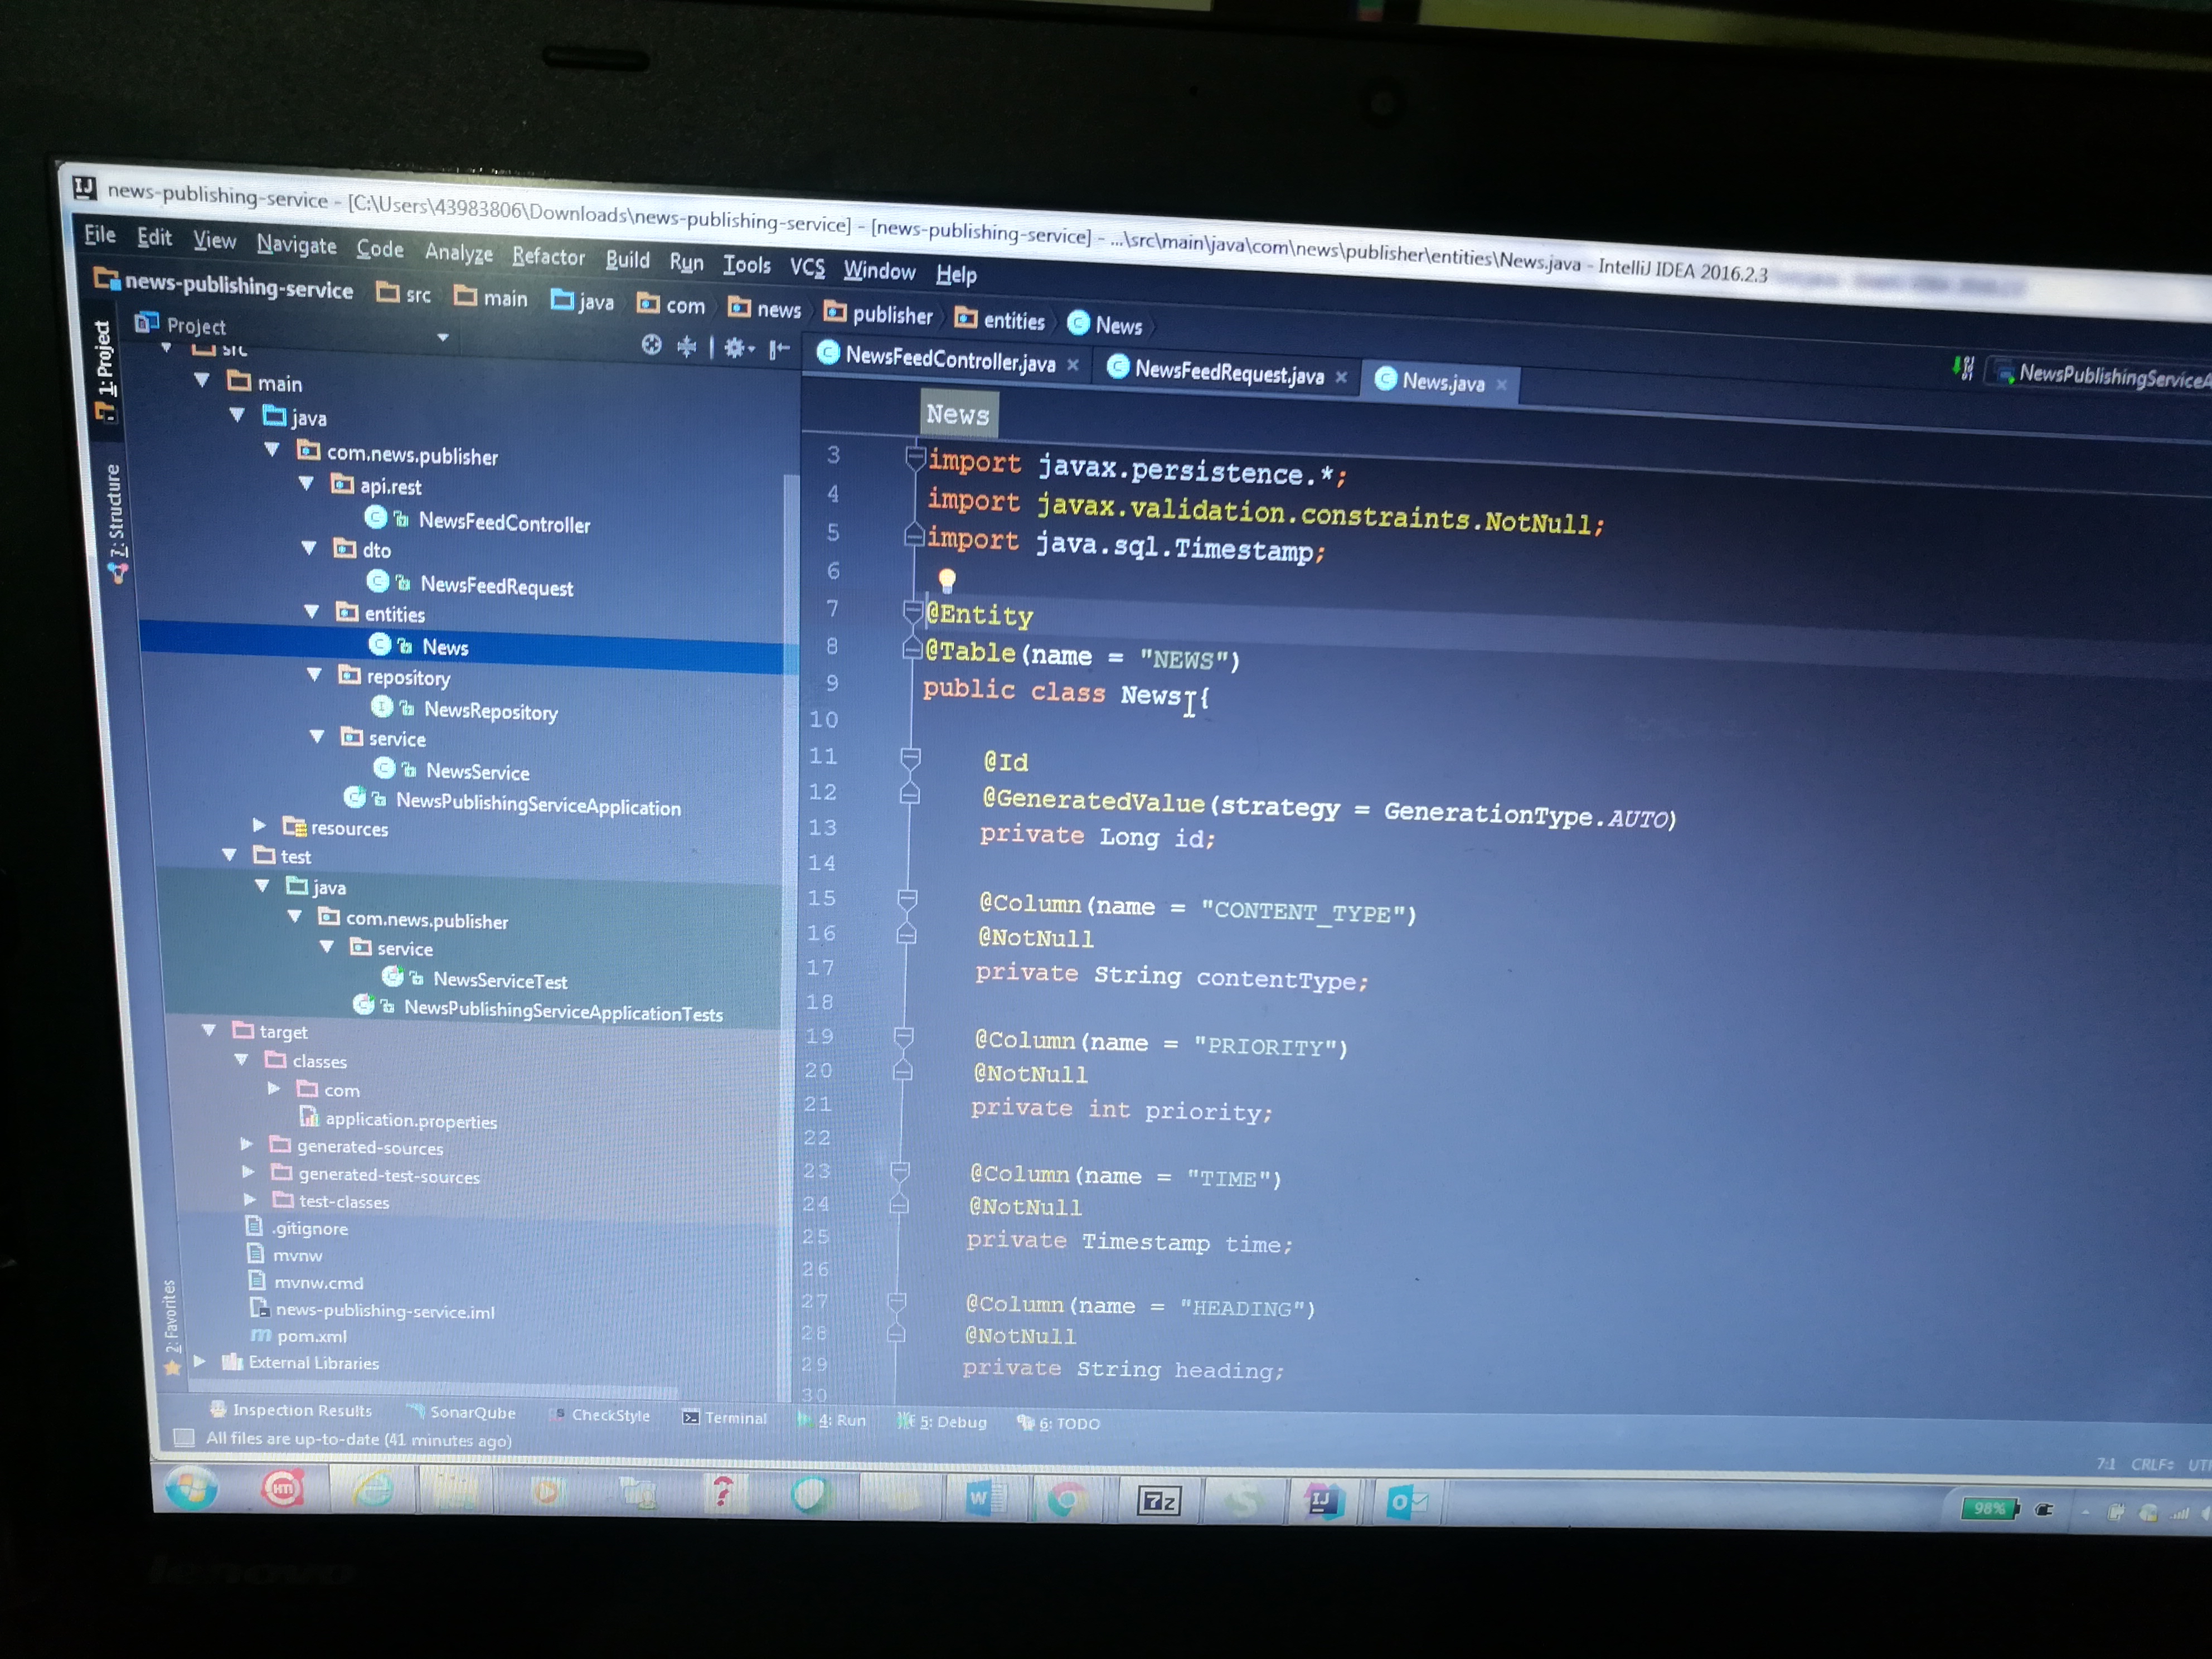 news-publishing-service - [C:\Users\43983806\Downloads\news-publishing-service] - [news-publishing-service] - ...\src\main\java\com\news\publisher\entities\News.java - IntelliJ IDEA 2016.2.3
File Edit View Navigate Code Analyze Refactor Build Run Tools VCS Window Help
news-publishing-service src main java com news publisher entities News
1: Project
7: Structure
2: Favorites
Project
src
main
java
com.news.publisher
api.rest
NewsFeedController
dto
NewsFeedRequest
entities
News
repository
NewsRepository
service
NewsService
NewsPublishingServiceApplication
resources
test
java
com.news.publisher
service
NewsServiceTest
NewsPublishingServiceApplicationTests
target
classes
com
application.properties
generated-sources
generated-test-sources
test-classes
.gitignore
mvnw
mvnw.cmd
news-publishing-service.iml
pom.xml
External Libraries
NewsFeedController.java NewsFeedRequest.java News.java
NewsPublishingServiceA
News
3 import javax.persistence.*;
4 import javax.validation.constraints.NotNull;
5 import java.sql.Timestamp;
6
7 @Entity
8 @Table(name = "NEWS")
9 public class News {
10
11 @Id
12 @GeneratedValue(strategy = GenerationType.AUTO)
13 private Long id;
14
15 @Column(name = "CONTENT_TYPE")
16 @NotNull
17 private String contentType;
18
19 @Column(name = "PRIORITY")
20 @NotNull
21 private int priority;
22
23 @Column(name = "TIME")
24 @NotNull
25 private Timestamp time;
26
27 @Column(name = "HEADING")
28 @NotNull
29 private String heading;
30
Inspection Results SonarQube CheckStyle Terminal 4: Run 5: Debug 6: TODO
All files are up-to-date (41 minutes ago)
7:1 CRLF UT
98%
lenovo